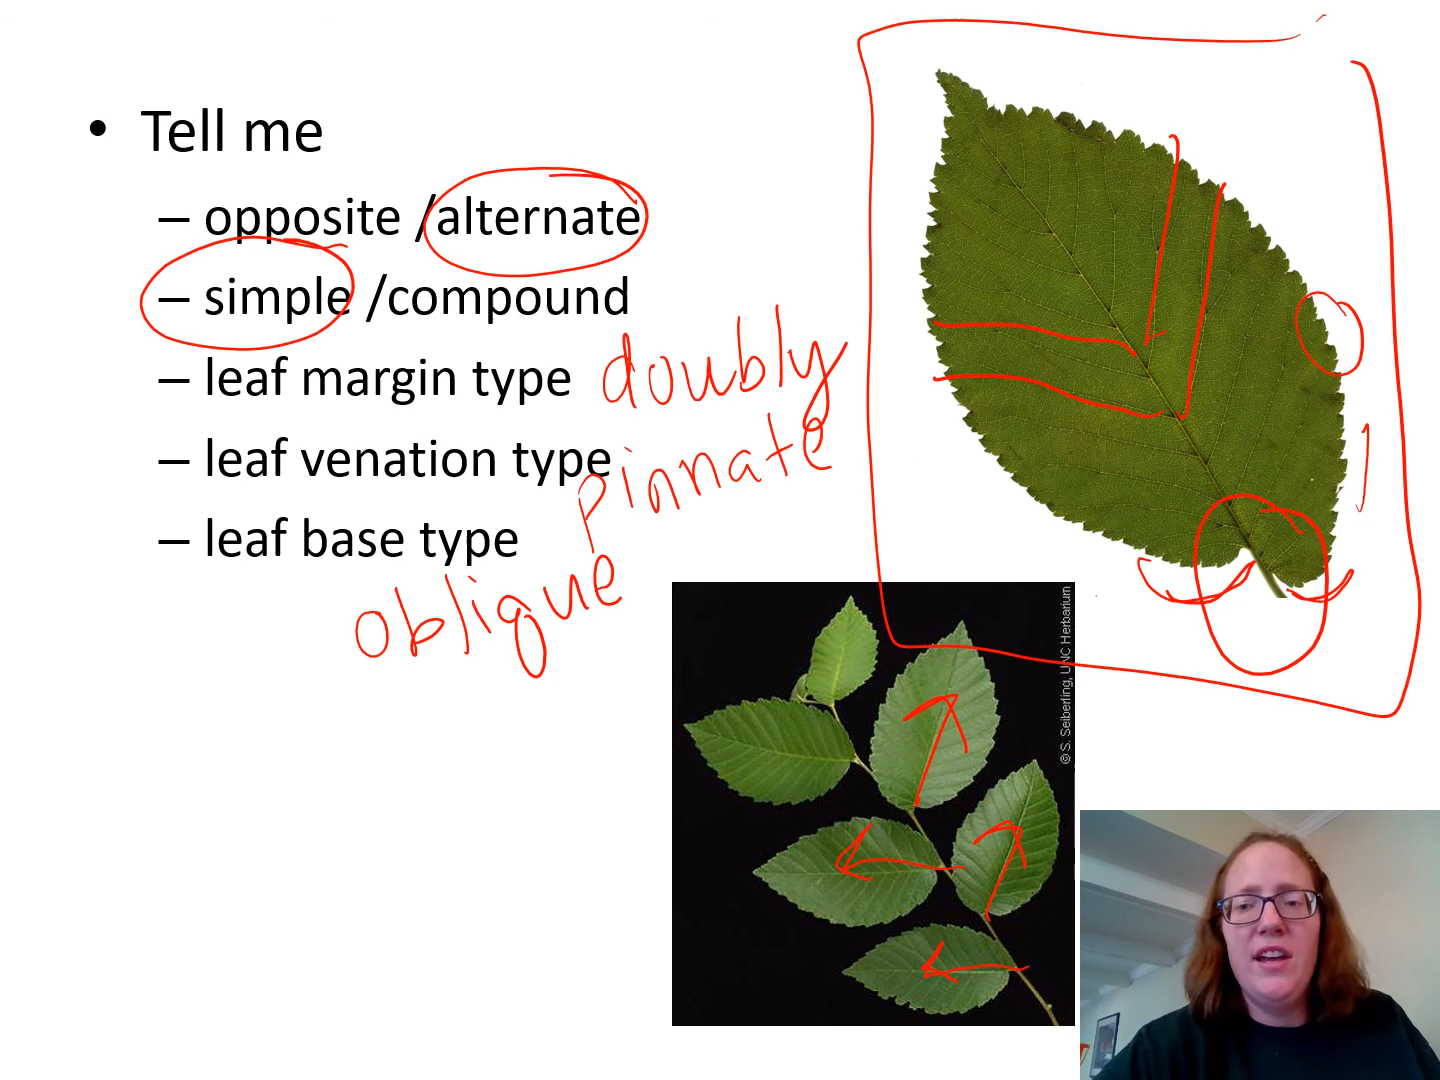 • Tell me
– opposite /alternate
– simple /compound
– leaf margin type doubly
– leaf venation type pinnate
– leaf base type
oblique
© S. Seiberling, UNC Herbarium